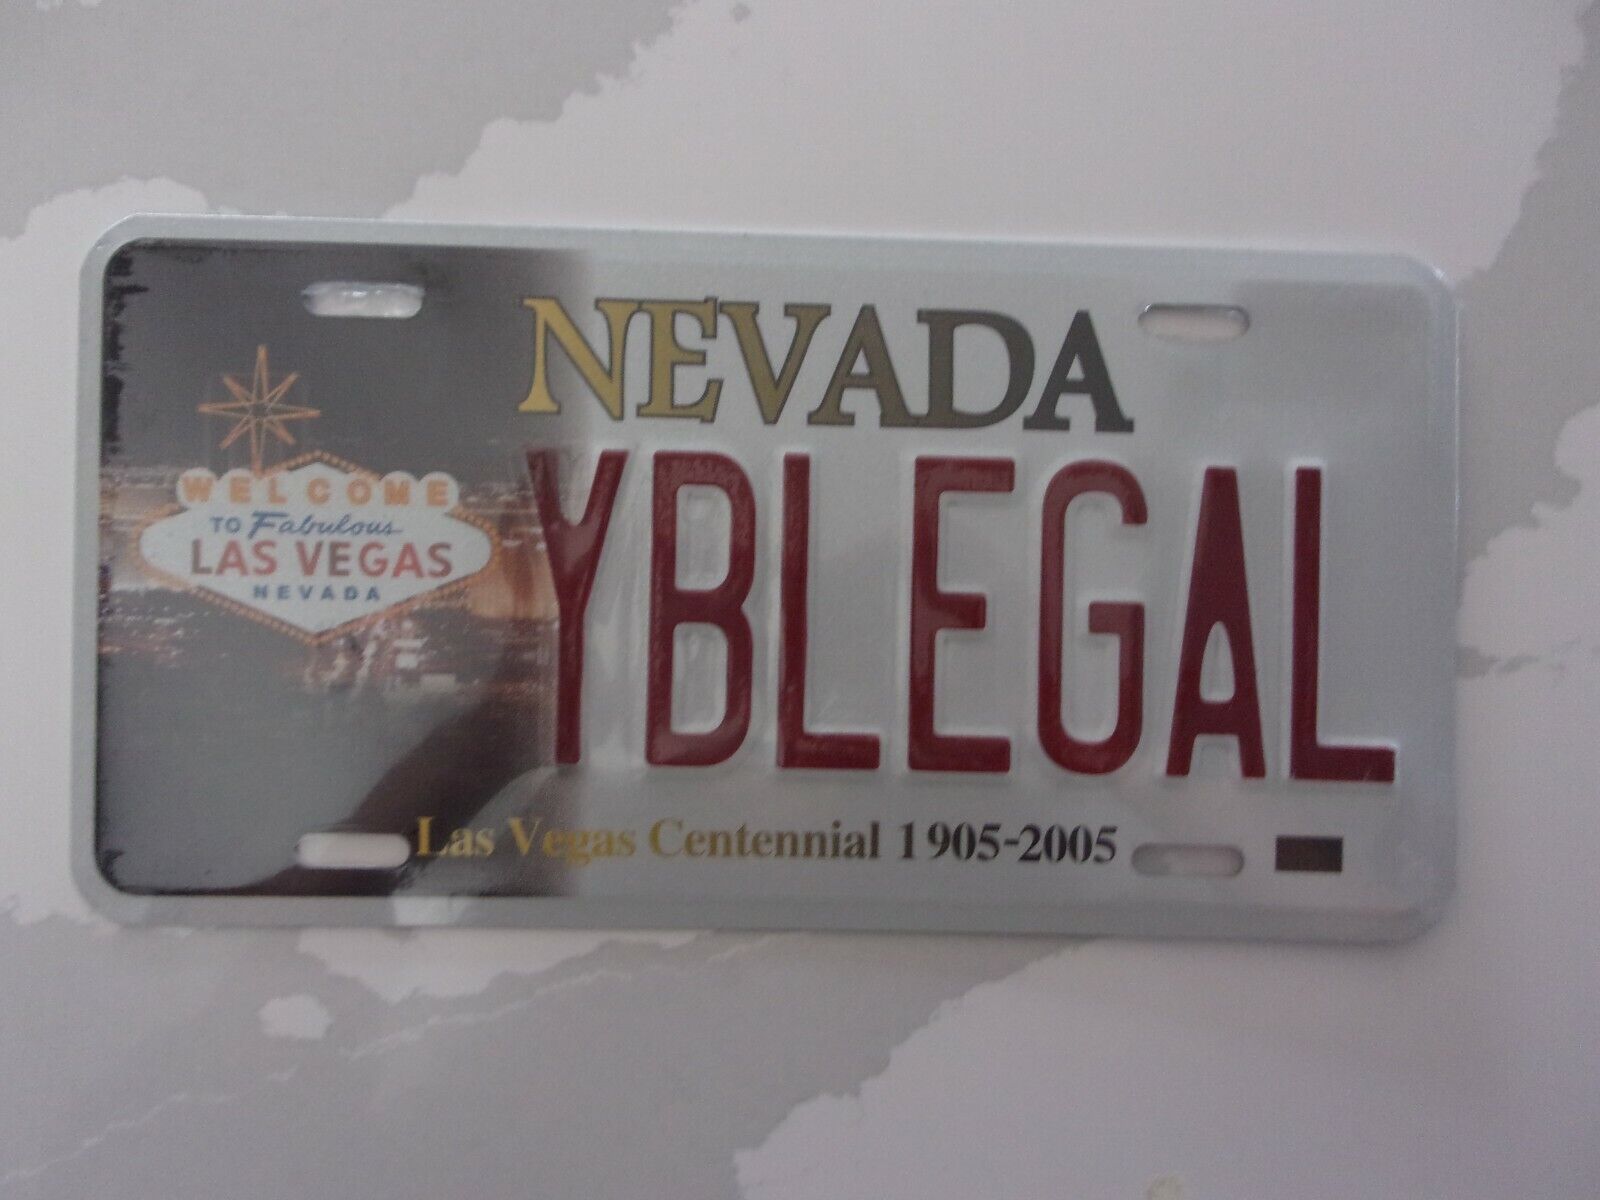 NEVADA
WELCOME
TO Fabulous
LAS VEGAS
NEVADA
YBLEGAL
Las Vegas Centennial 1905-2005